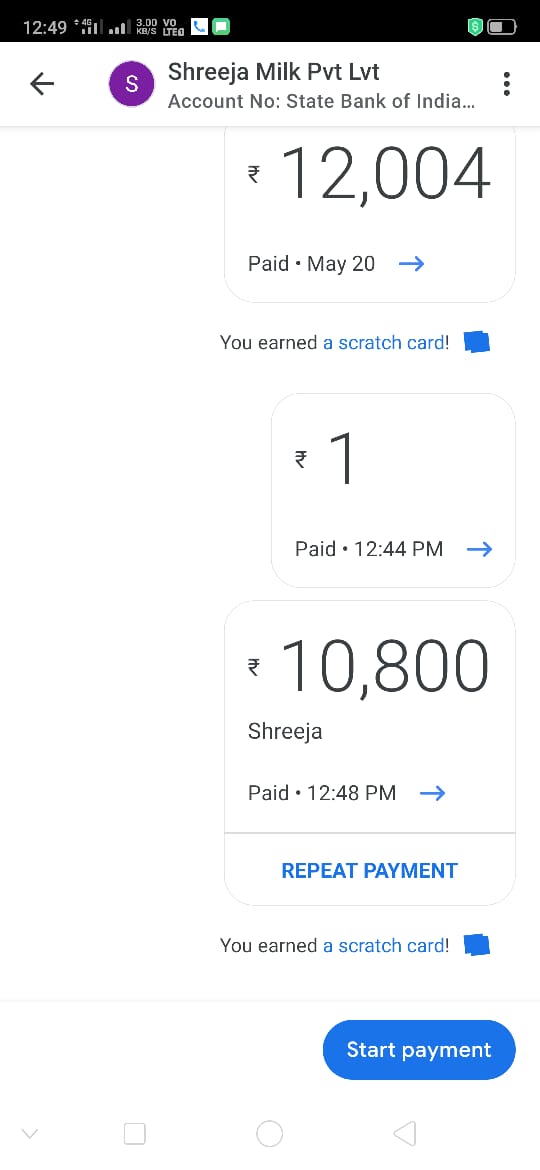 12:49 4G 3.00 KB/S VO LTE
S Shreeja Milk Pvt Lvt
Account No: State Bank of India...
₹ 12,004
Paid • May 20 →
You earned a scratch card!
₹ 1
Paid • 12:44 PM →
₹ 10,800
Shreeja
Paid • 12:48 PM →
REPEAT PAYMENT
You earned a scratch card!
Start payment